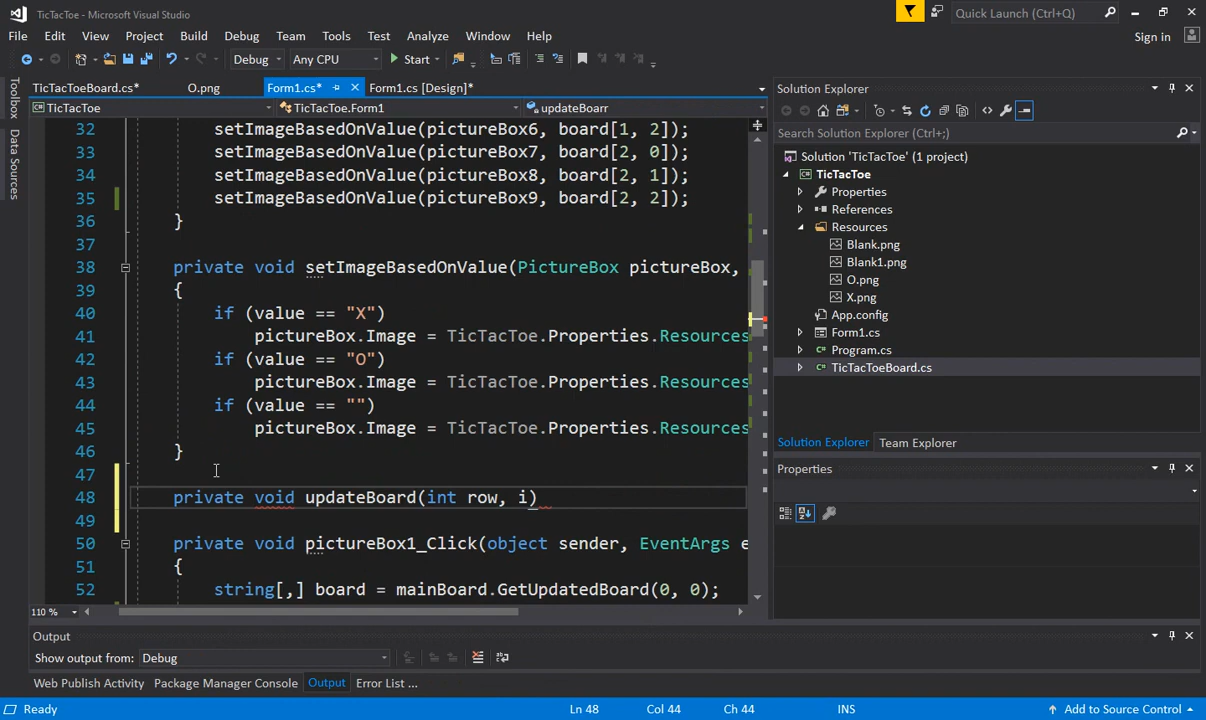 TicTacToe - Microsoft Visual Studio
Quick Launch (Ctrl+;)
File Edit View Project Build Debug Team Tools Test Analyze Window Help
Sign in
Debug Any CPU Start
Toolbox
Data Sources
TicTacToeBoard.cs* O.png Form1.cs* Form1.cs [Design]*
TicTacToe TicTacToe.Form1 updateBoar
32 setImageBasedOnValue(pictureBox6, board[1, 2]);
33 setImageBasedOnValue(pictureBox7, board[2, 0]);
34 setImageBasedOnValue(pictureBox8, board[2, 1]);
35 setImageBasedOnValue(pictureBox9, board[2, 2]);
36 }
37
38 private void setImageBasedOnValue(PictureBox pictureBox,
39 {
40 if (value == "X")
41 pictureBox.Image = TicTacToe.Properties.Resources
42 if (value == "O")
43 pictureBox.Image = TicTacToe.Properties.Resources
44 if (value == "")
45 pictureBox.Image = TicTacToe.Properties.Resources
46 }
47
48 private void updateBoard(int row, i)
49
50 private void pictureBox1_Click(object sender, EventArgs e
51 {
52 string[,] board = mainBoard.GetUpdatedBoard(0, 0);
110 %
Solution Explorer
Search Solution Explorer (Ctrl+;)
Solution 'TicTacToe' (1 project)
TicTacToe
Properties
References
Resources
Blank.png
Blank1.png
O.png
X.png
App.config
Form1.cs
Program.cs
TicTacToeBoard.cs
Solution Explorer Team Explorer
Properties
Output
Show output from: Debug
Web Publish Activity Package Manager Console Output Error List ...
Ready Ln 48 Col 44 Ch 44 INS Add to Source Control